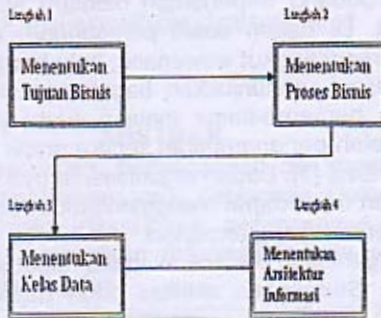 Langkah 1
Langkah 2
Menentukan
Tujuan Bisnis
Menentukan
Proses Bisnis
Langkah 3
Langkah 4
Menentukan
Kelas Data
Menentukan
Arsitektur
Informasi